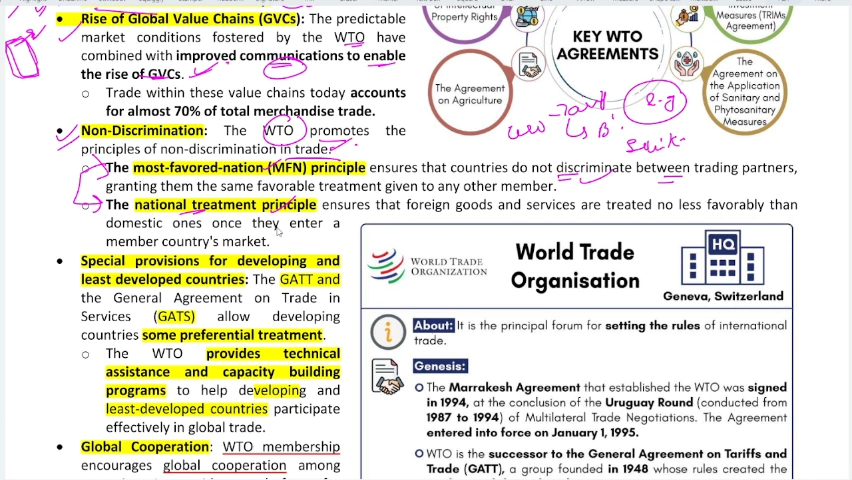 • Rise of Global Value Chains (GVCs): The predictable
market conditions fostered by the WTO have
combined with improved communications to enable
the rise of GVCs.
o Trade within these value chains today accounts
for almost 70% of total merchandise trade.
• Non-Discrimination: The WTO promotes the
principles of non-discrimination in trade.
o The most-favored-nation (MFN) principle ensures that countries do not discriminate between trading partners,
granting them the same favorable treatment given to any other member.
o The national treatment principle ensures that foreign goods and services are treated no less favorably than
domestic ones once they enter a
member country's market.
• Special provisions for developing and
least developed countries: The GATT and
the General Agreement on Trade in
Services (GATS) allow developing
countries some preferential treatment.
o The WTO provides technical
assistance and capacity building
programs to help developing and
least-developed countries participate
effectively in global trade.
• Global Cooperation: WTO membership
encourages global cooperation among
Property Rights
KEY WTO
AGREEMENTS
Measures (TRIMs
Agreement)
The Agreement
on Agriculture
The
Agreement on
the Application
of Sanitary and
Phytosanitary
Measures
WORLD TRADE
ORGANIZATION
World Trade
Organisation
HQ
Geneva, Switzerland
About: It is the principal forum for setting the rules of international
trade.
Genesis:
The Marrakesh Agreement that established the WTO was signed
in 1994, at the conclusion of the Uruguay Round (conducted from
1987 to 1994) of Multilateral Trade Negotiations. The Agreement
entered into force on January 1, 1995.
WTO is the successor to the General Agreement on Tariffs and
Trade (GATT), a group founded in 1948 whose rules created the